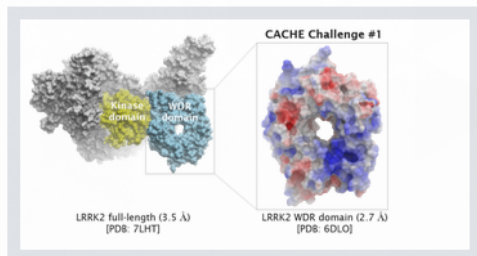 CACHE Challenge #1
Kinase
domain
WDR
domain
LRRK2 full-length (3.5 Å)
[PDB: 7LHT]
LRRK2 WDR domain (2.7 Å)
[PDB: 6DLO]